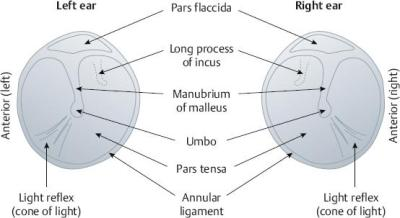 Left ear
Right ear
Pars flaccida
Long process
of incus
Manubrium
of malleus
Umbo
Pars tensa
Annular
ligament
Anterior (left)
Anterior (right)
Light reflex
(cone of light)
Light reflex
(cone of light)